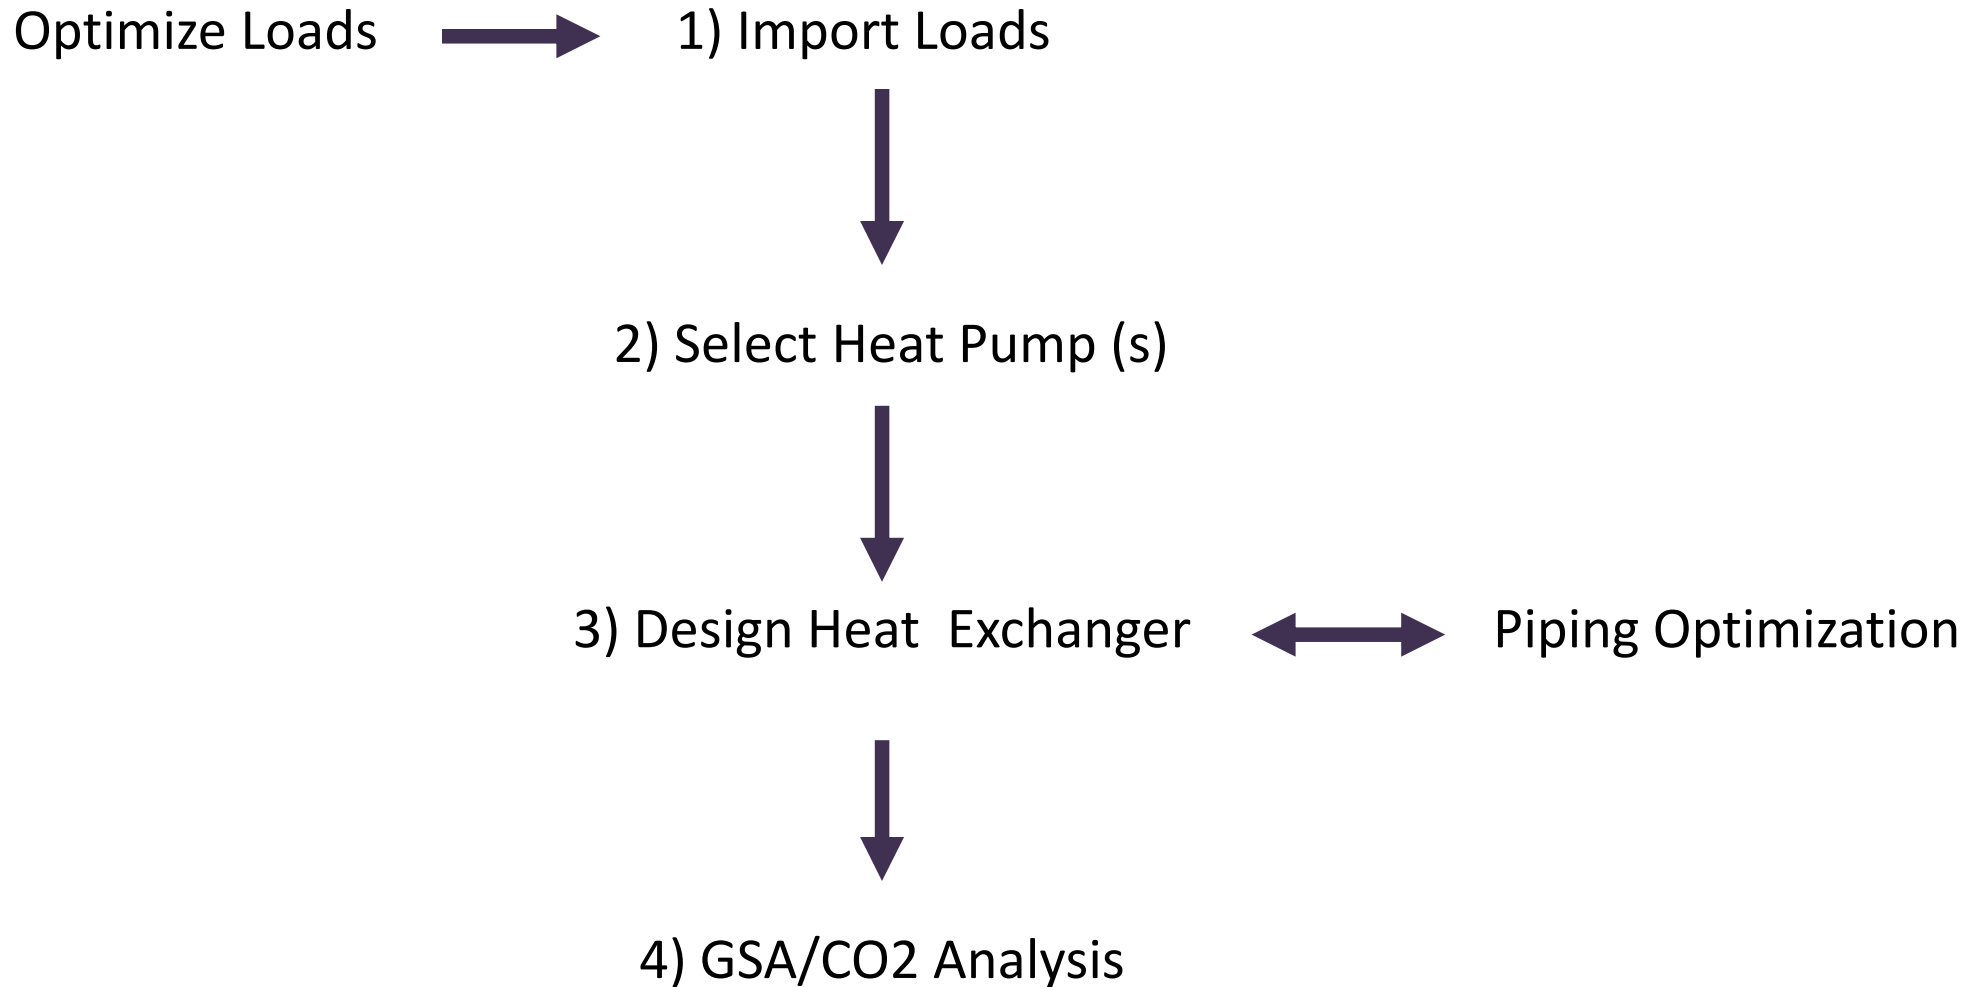 Optimize Loads
1) Import Loads
2) Select Heat Pump (s)
3) Design Heat  Exchanger
Piping Optimization
4) GSA/CO2 Analysis